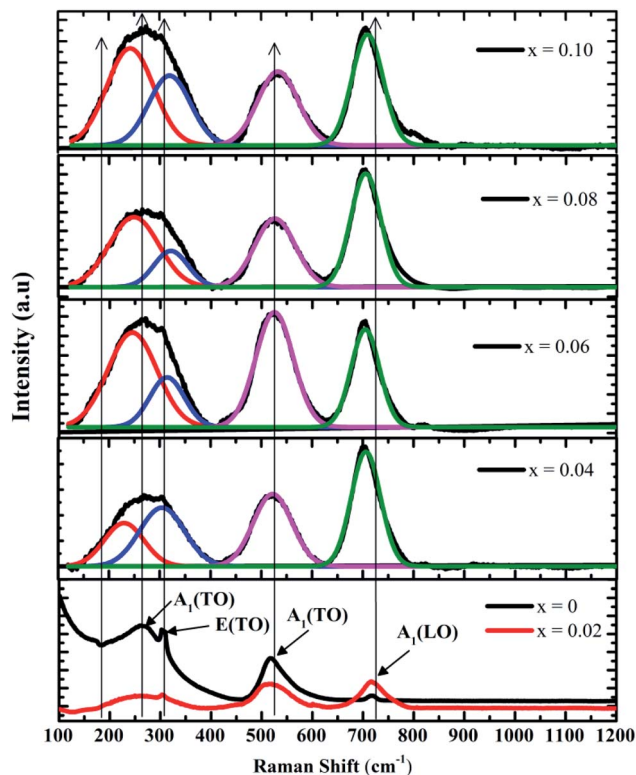 x = 0.10
x = 0.08
x = 0.06
x = 0.04
x = 0
x = 0.02
A₁(TO)
E(TO)
A₁(TO)
A₁(LO)
Intensity (a.u)
100 200 300 400 500 600 700 800 900 1000 1100 1200
Raman Shift (cm⁻¹)